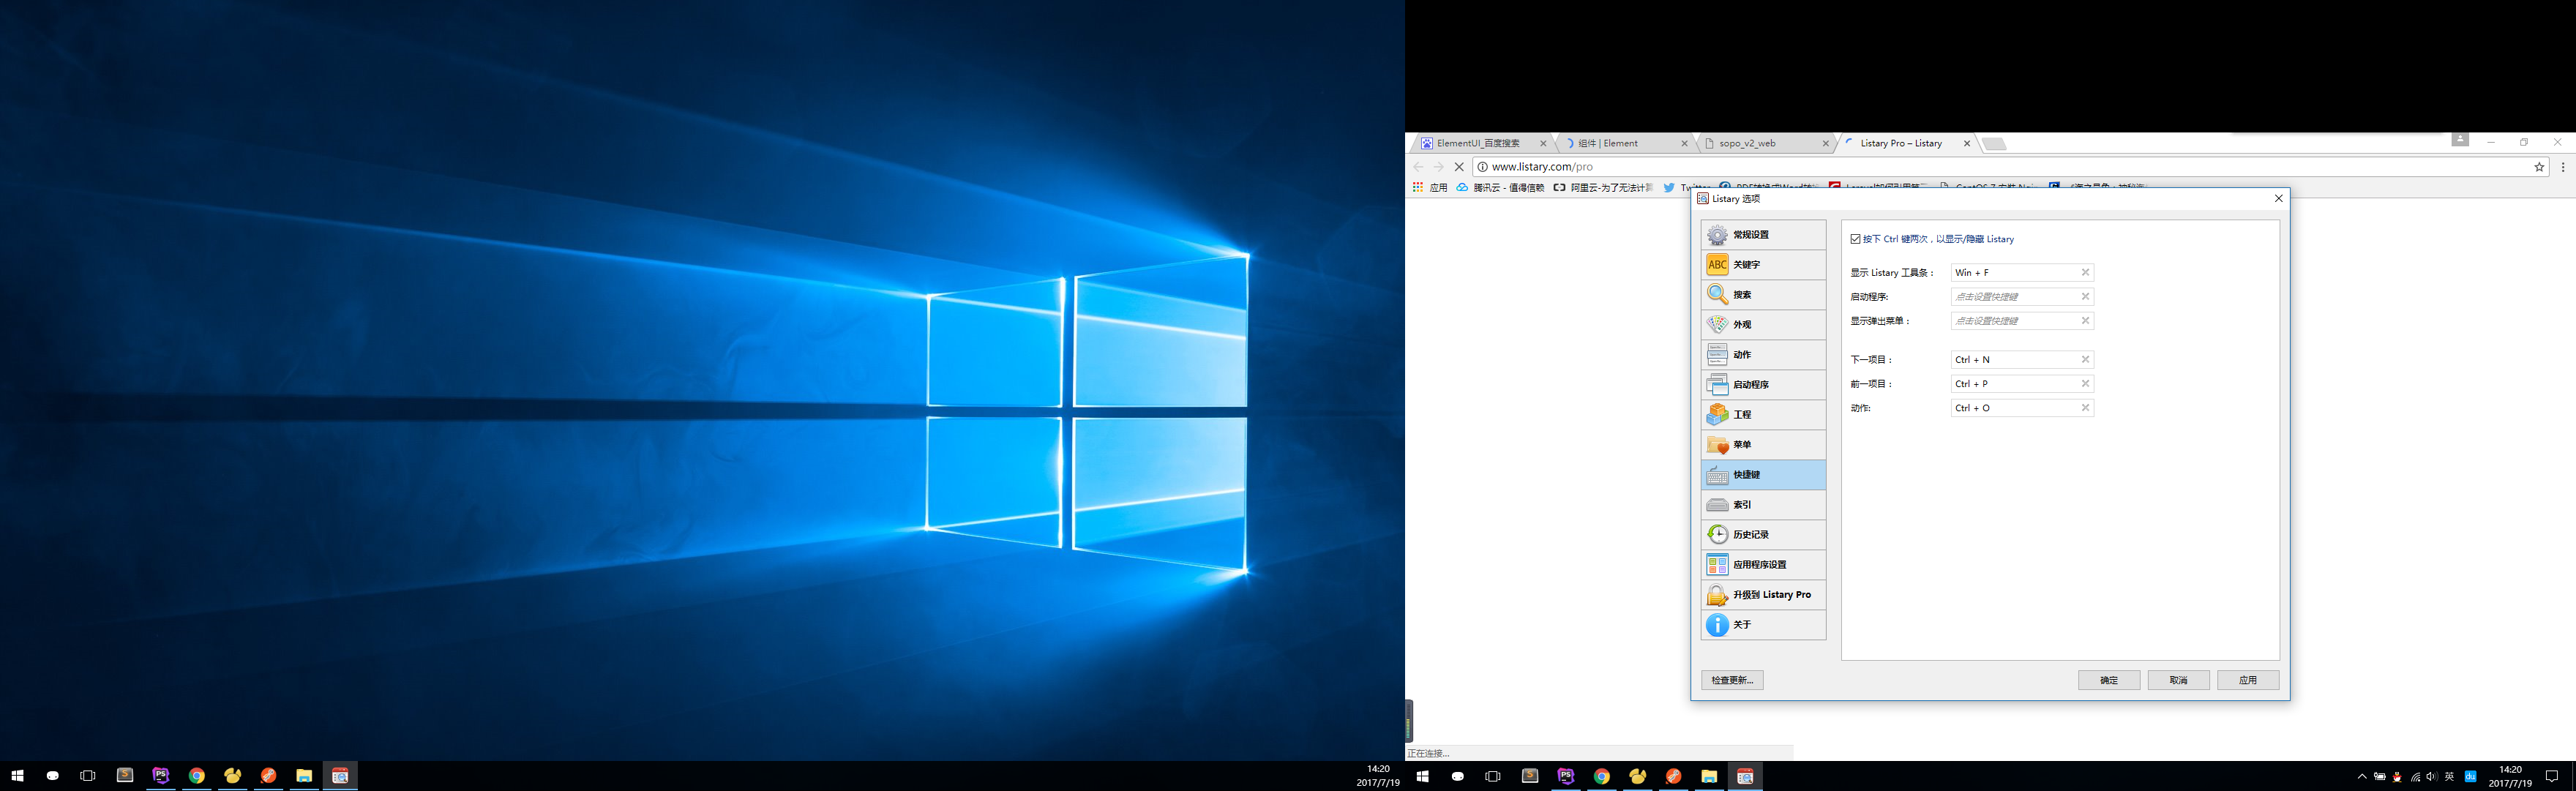 ElementUI_百度搜索
组件 | Element
sopo_v2_web
Listary Pro – Listary
www.listary.com/pro
应用
腾讯云 - 值得信赖
阿里云-为了无法计算
Twitter
Listary 选项
常规设置
ABC 关键字
搜索
外观
动作
启动程序
工程
菜单
快捷键
索引
历史记录
应用程序设置
升级到 Listary Pro
关于
按下 Ctrl 键两次，以显示/隐藏 Listary
显示 Listary 工具条： Win + F
启动程序: 点击设置快捷键
显示弹出菜单： 点击设置快捷键
下一项目： Ctrl + N
前一项目： Ctrl + P
动作: Ctrl + O
检查更新...
确定
取消
应用
正在连接...
S
PS
14:20
2017/7/19
S
PS
英
du
14:20
2017/7/19